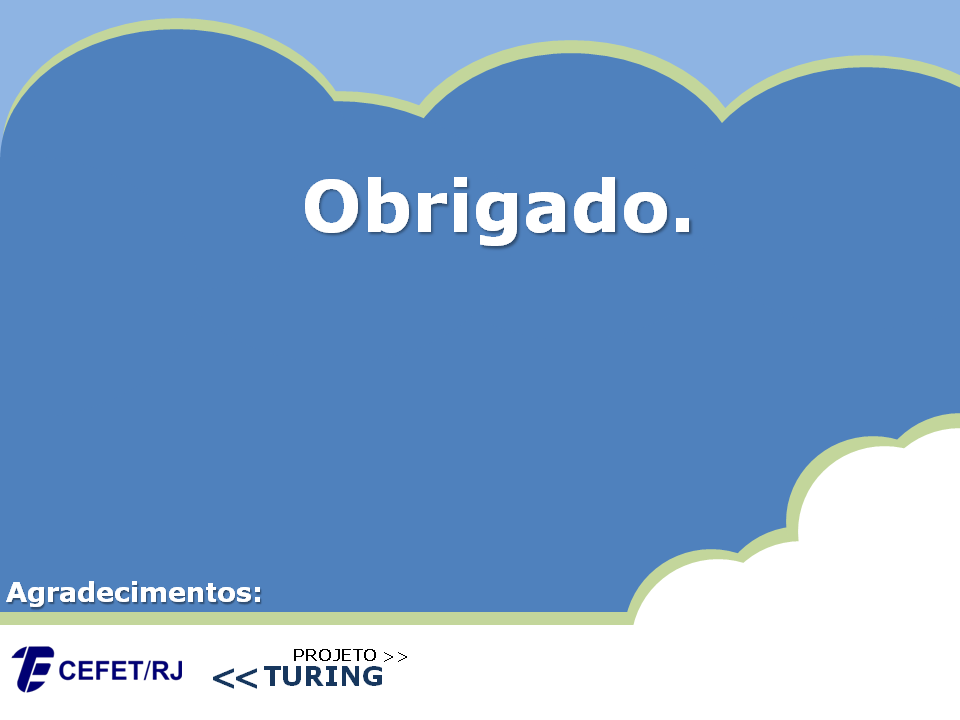 Obrigado.
Agradecimentos:
CEFET/RJ
PROJETO >>
<< TURING